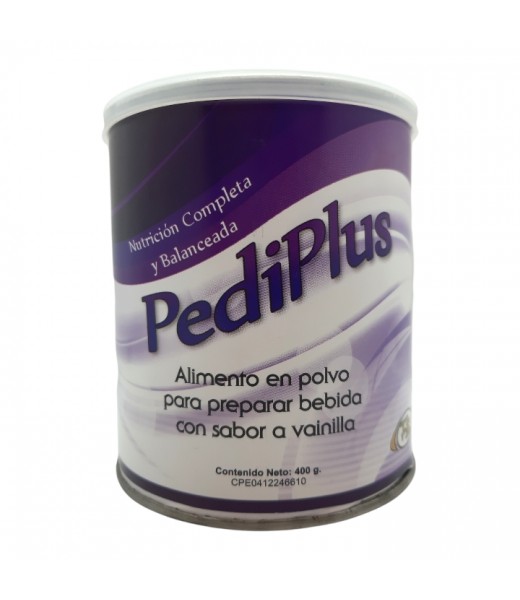 Nutrición Completa
y Balanceada
PediPlus
Alimento en polvo
para preparar bebida
con sabor a vainilla
Contenido Neto: 400 g.
CPE0412246610